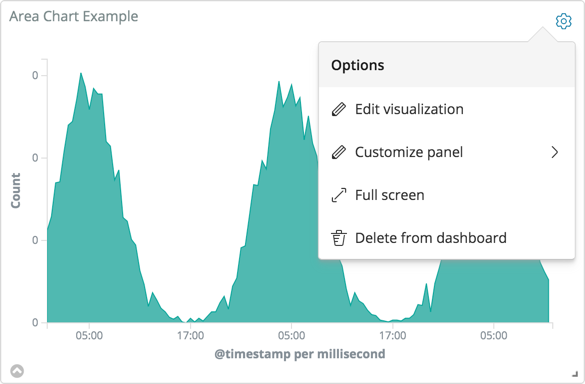 Area Chart Example
Options
Edit visualization
Customize panel
Full screen
Delete from dashboard
0
0
0
0
Count
05:00 17:00 05:00 17:00 05:00
@timestamp per millisecond